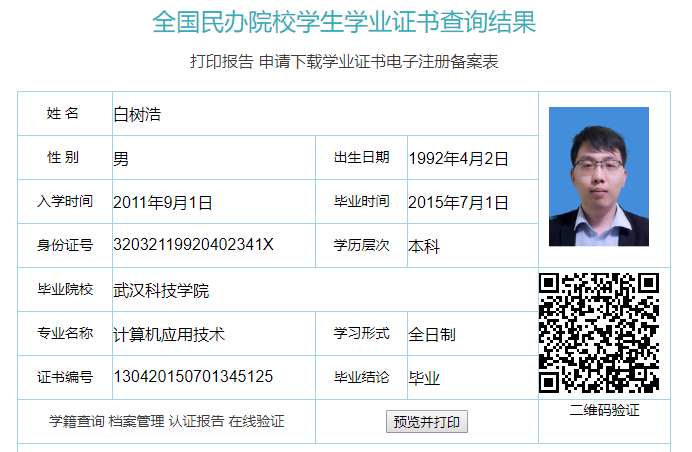 全国民办院校学生学业证书查询结果
打印报告 申请下载学业证书电子注册备案表
姓 名 白树浩
性 别 男 出生日期 1992年4月2日
入学时间 2011年9月1日 毕业时间 2015年7月1日
身份证号 32032119920402341X 学历层次 本科
毕业院校 武汉科技学院
专业名称 计算机应用技术 学习形式 全日制
证书编号 130420150701345125 毕业结论 毕业
二维码验证
学籍查询 档案管理 认证报告 在线验证 预览并打印